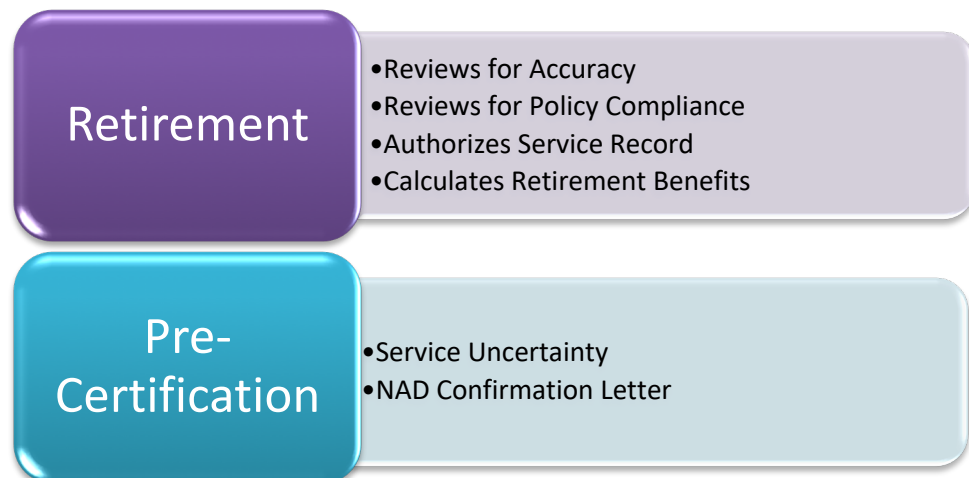 Retirement
•Reviews for Accuracy
•Reviews for Policy Compliance
•Authorizes Service Record
•Calculates Retirement Benefits
Pre-
Certification
•Service Uncertainty
•NAD Confirmation Letter